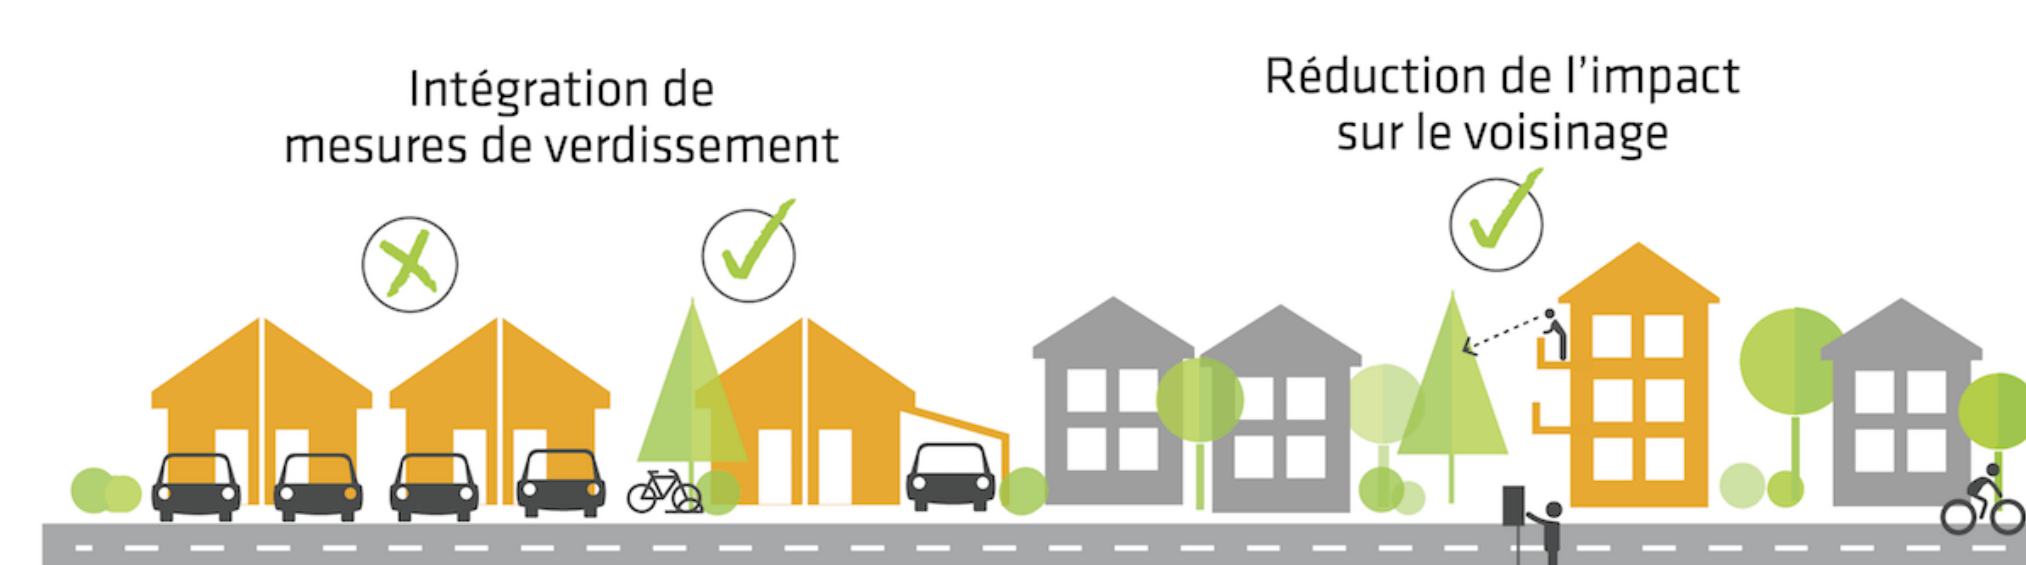 Intégration de
mesures de verdissement
Réduction de l'impact
sur le voisinage